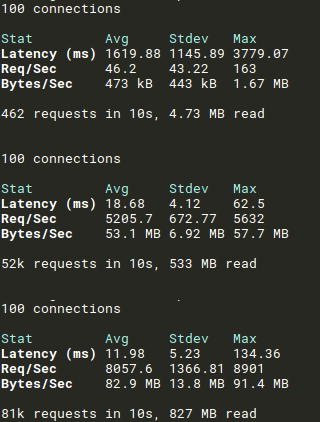 100 connections
Stat Avg Stdev Max
Latency (ms) 1619.88 1145.89 3779.07
Req/Sec 46.2 43.22 163
Bytes/Sec 473 kB 443 kB 1.67 MB
462 requests in 10s, 4.73 MB read
100 connections
Stat Avg Stdev Max
Latency (ms) 18.68 4.12 62.5
Req/Sec 5205.7 672.77 5632
Bytes/Sec 53.1 MB 6.92 MB 57.7 MB
52k requests in 10s, 533 MB read
100 connections
Stat Avg Stdev Max
Latency (ms) 11.98 5.23 134.36
Req/Sec 8057.6 1366.81 8901
Bytes/Sec 82.9 MB 13.8 MB 91.4 MB
81k requests in 10s, 827 MB read